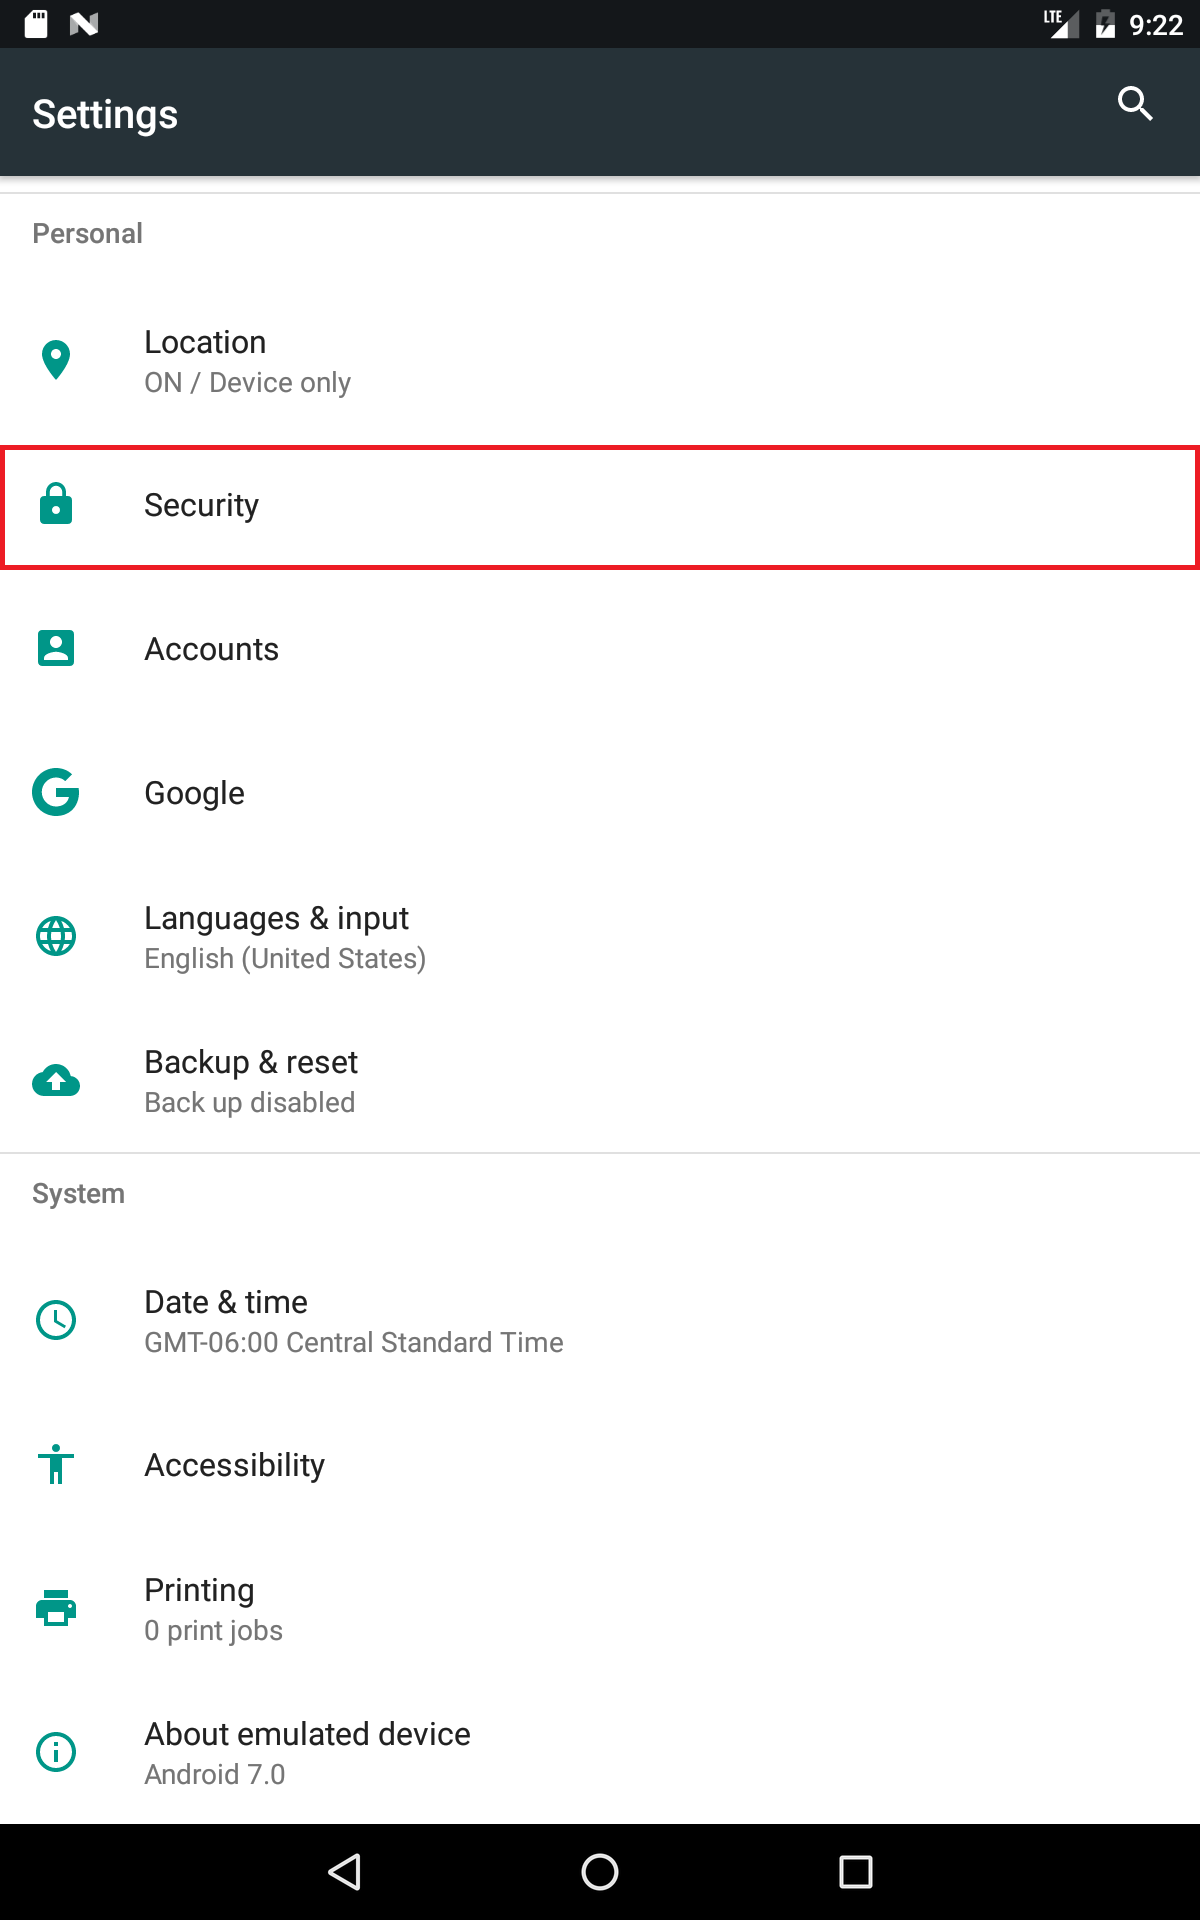 LTE 9:22
Settings
Personal
Location
ON / Device only
Security
Accounts
Google
Languages & input
English (United States)
Backup & reset
Back up disabled
System
Date & time
GMT-06:00 Central Standard Time
Accessibility
Printing
0 print jobs
About emulated device
Android 7.0